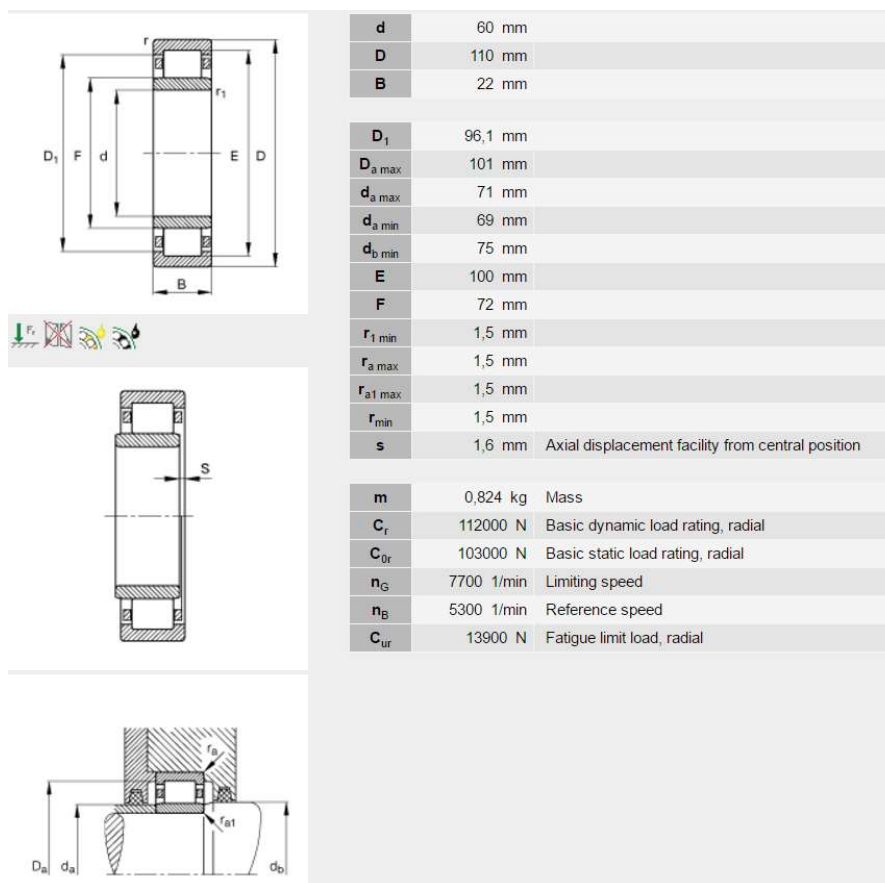 r
r1
D1 F d E D
B
Fr
S
ra
ra1
Da da db
d 60 mm
D 110 mm
B 22 mm
D1 96,1 mm
Da max 101 mm
da max 71 mm
da min 69 mm
db min 75 mm
E 100 mm
F 72 mm
r1 min 1,5 mm
ra max 1,5 mm
ra1 max 1,5 mm
rmin 1,5 mm
s 1,6 mm Axial displacement facility from central position
m 0,824 kg Mass
Cr 112000 N Basic dynamic load rating, radial
C0r 103000 N Basic static load rating, radial
nG 7700 1/min Limiting speed
nB 5300 1/min Reference speed
Cur 13900 N Fatigue limit load, radial